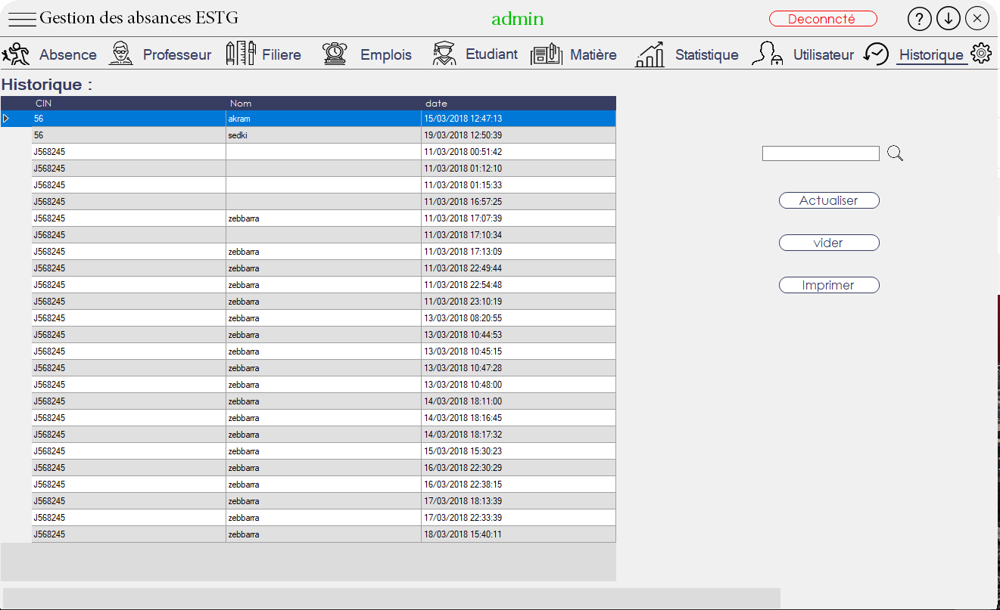 Gestion des absances ESTG admin Deconncté ?
Absence Professeur Filiere Emplois Etudiant Matière Statistique Utilisateur Historique
Historique :
CIN Nom date
56 akram 15/03/2018 12:47:13
56 sedki 19/03/2018 12:50:39
J568245 11/03/2018 00:51:42
J568245 11/03/2018 01:12:10
J568245 11/03/2018 01:15:33
J568245 11/03/2018 16:57:25
J568245 zebbarra 11/03/2018 17:07:39
J568245 11/03/2018 17:10:34
J568245 zebbarra 11/03/2018 17:13:09
J568245 zebbarra 11/03/2018 22:49:44
J568245 zebbarra 11/03/2018 22:54:48
J568245 zebbarra 11/03/2018 23:10:19
J568245 zebbarra 13/03/2018 08:20:55
J568245 zebbarra 13/03/2018 10:44:53
J568245 zebbarra 13/03/2018 10:45:15
J568245 zebbarra 13/03/2018 10:47:28
J568245 zebbarra 13/03/2018 10:48:00
J568245 zebbarra 14/03/2018 18:11:00
J568245 zebbarra 14/03/2018 18:16:45
J568245 zebbarra 14/03/2018 18:17:32
J568245 zebbarra 15/03/2018 15:30:23
J568245 zebbarra 16/03/2018 22:30:29
J568245 zebbarra 16/03/2018 22:38:15
J568245 zebbarra 17/03/2018 18:13:39
J568245 zebbarra 17/03/2018 22:33:39
J568245 zebbarra 18/03/2018 15:40:11
Actualiser
vider
Imprimer